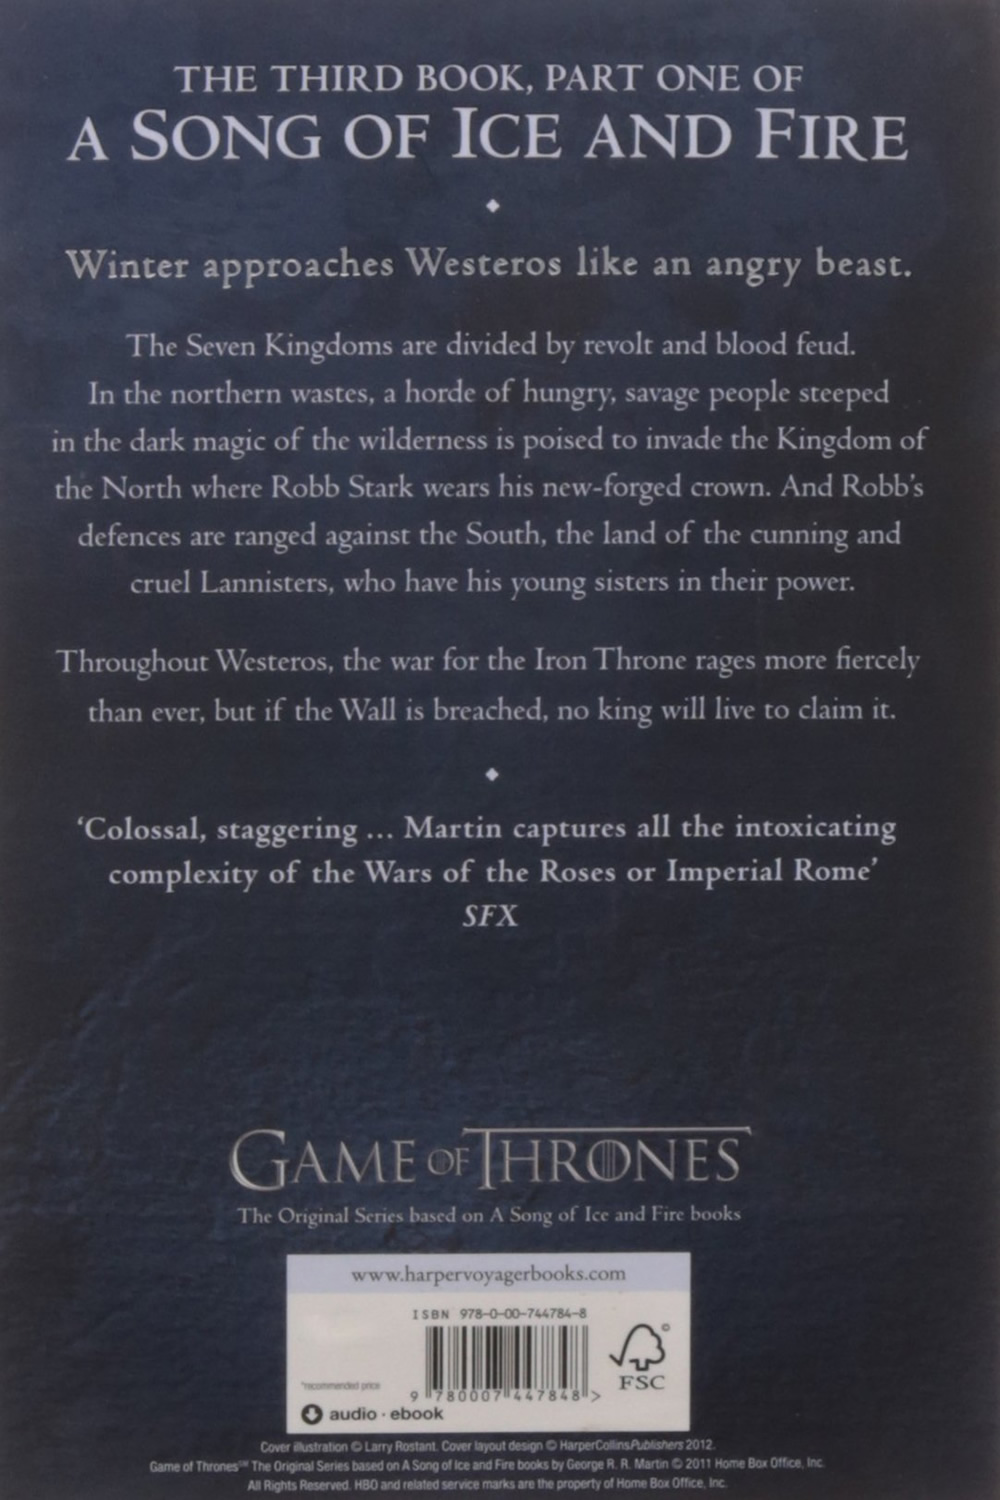 THE THIRD BOOK, PART ONE OF
A SONG OF ICE AND FIRE
Winter approaches Westeros like an angry beast.
The Seven Kingdoms are divided by revolt and blood feud.
In the northern wastes, a horde of hungry, savage people steeped
in the dark magic of the wilderness is poised to invade the Kingdom of
the North where Robb Stark wears his new-forged crown. And Robb's
defences are ranged against the South, the land of the cunning and
cruel Lannisters, who have his young sisters in their power.
Throughout Westeros, the war for the Iron Throne rages more fiercely
than ever, but if the Wall is breached, no king will live to claim it.
‘Colossal, staggering ... Martin captures all the intoxicating
complexity of the Wars of the Roses or Imperial Rome’
SFX
GAME OF THRONES
The Original Series based on A Song of Ice and Fire books
www.harpervoyagerbooks.com
ISBN 978-0-00-744784-8
9 780007 447848 >
*recommended price
FSC
audio · ebook
Cover illustration © Larry Rostant. Cover layout design © HarperCollinsPublishers 2012.
Game of Thrones℠ The Original Series based on A Song of Ice and Fire books by George R. R. Martin © 2011 Home Box Office, Inc.
All Rights Reserved. HBO and related service marks are the property of Home Box Office, Inc.